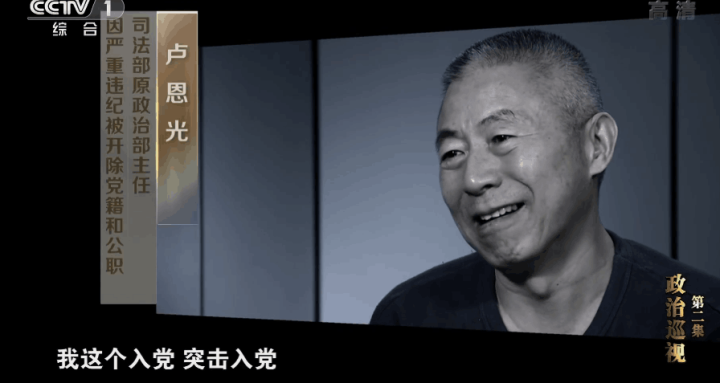 CCTV 1
综合
高清
卢恩光
司法部原政治部主任
因严重违纪被开除党籍和公职
第二集
政治巡视
我这个入党 突击入党